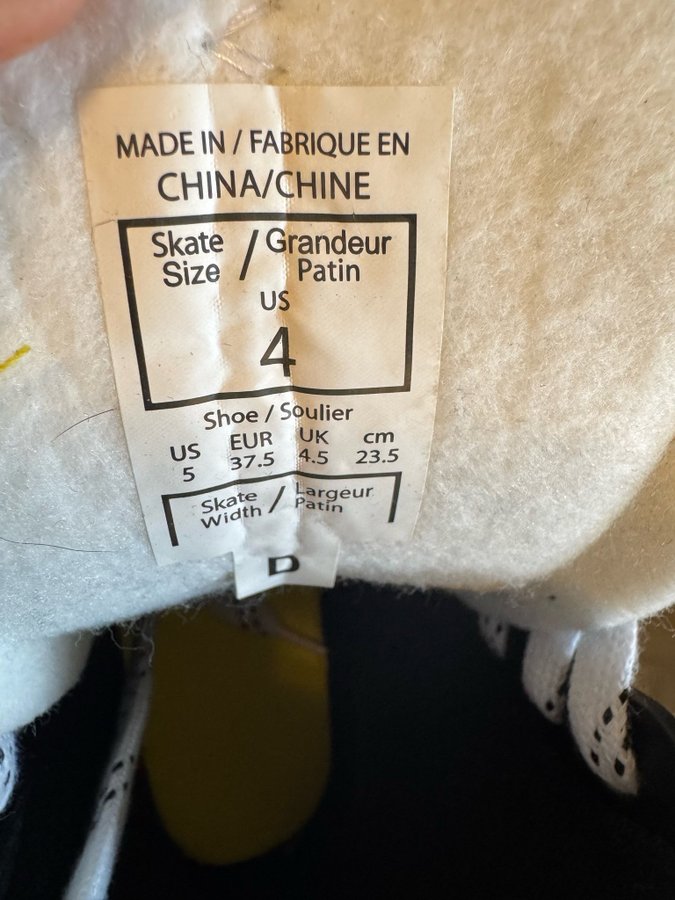 MADE IN / FABRIQUE EN
CHINA/CHINE
Skate Size / Grandeur Patin
US
4
Shoe / Soulier
US EUR UK cm
5 37.5 4.5 23.5
Skate Width / Largeur Patin
D